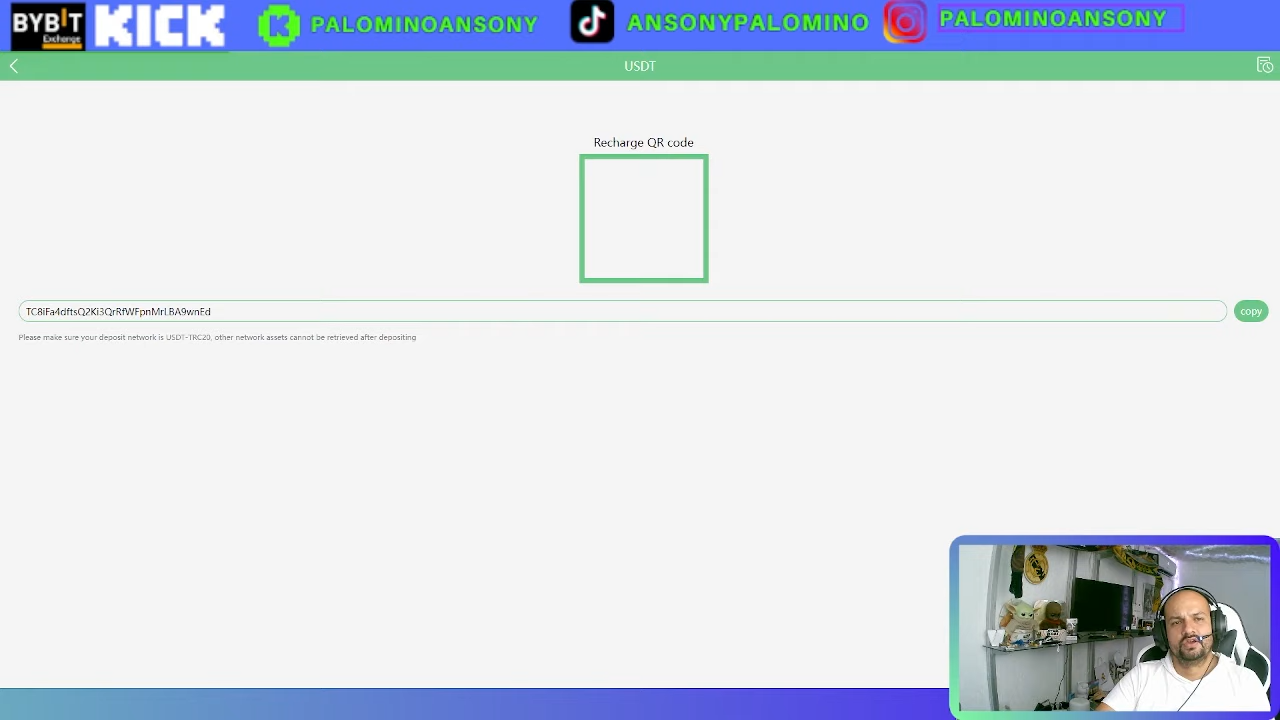 BYBIT
Exchange
KICK
PALOMINOANSONY
ANSONYPALOMINO
PALOMINOANSONY
USDT
Recharge QR code
TC8iFa4dftsQ2Ki3QrRfWFpnMrLBA9wnEd
copy
Please make sure your deposit network is USDT-TRC20, other network assets cannot be retrieved after depositing